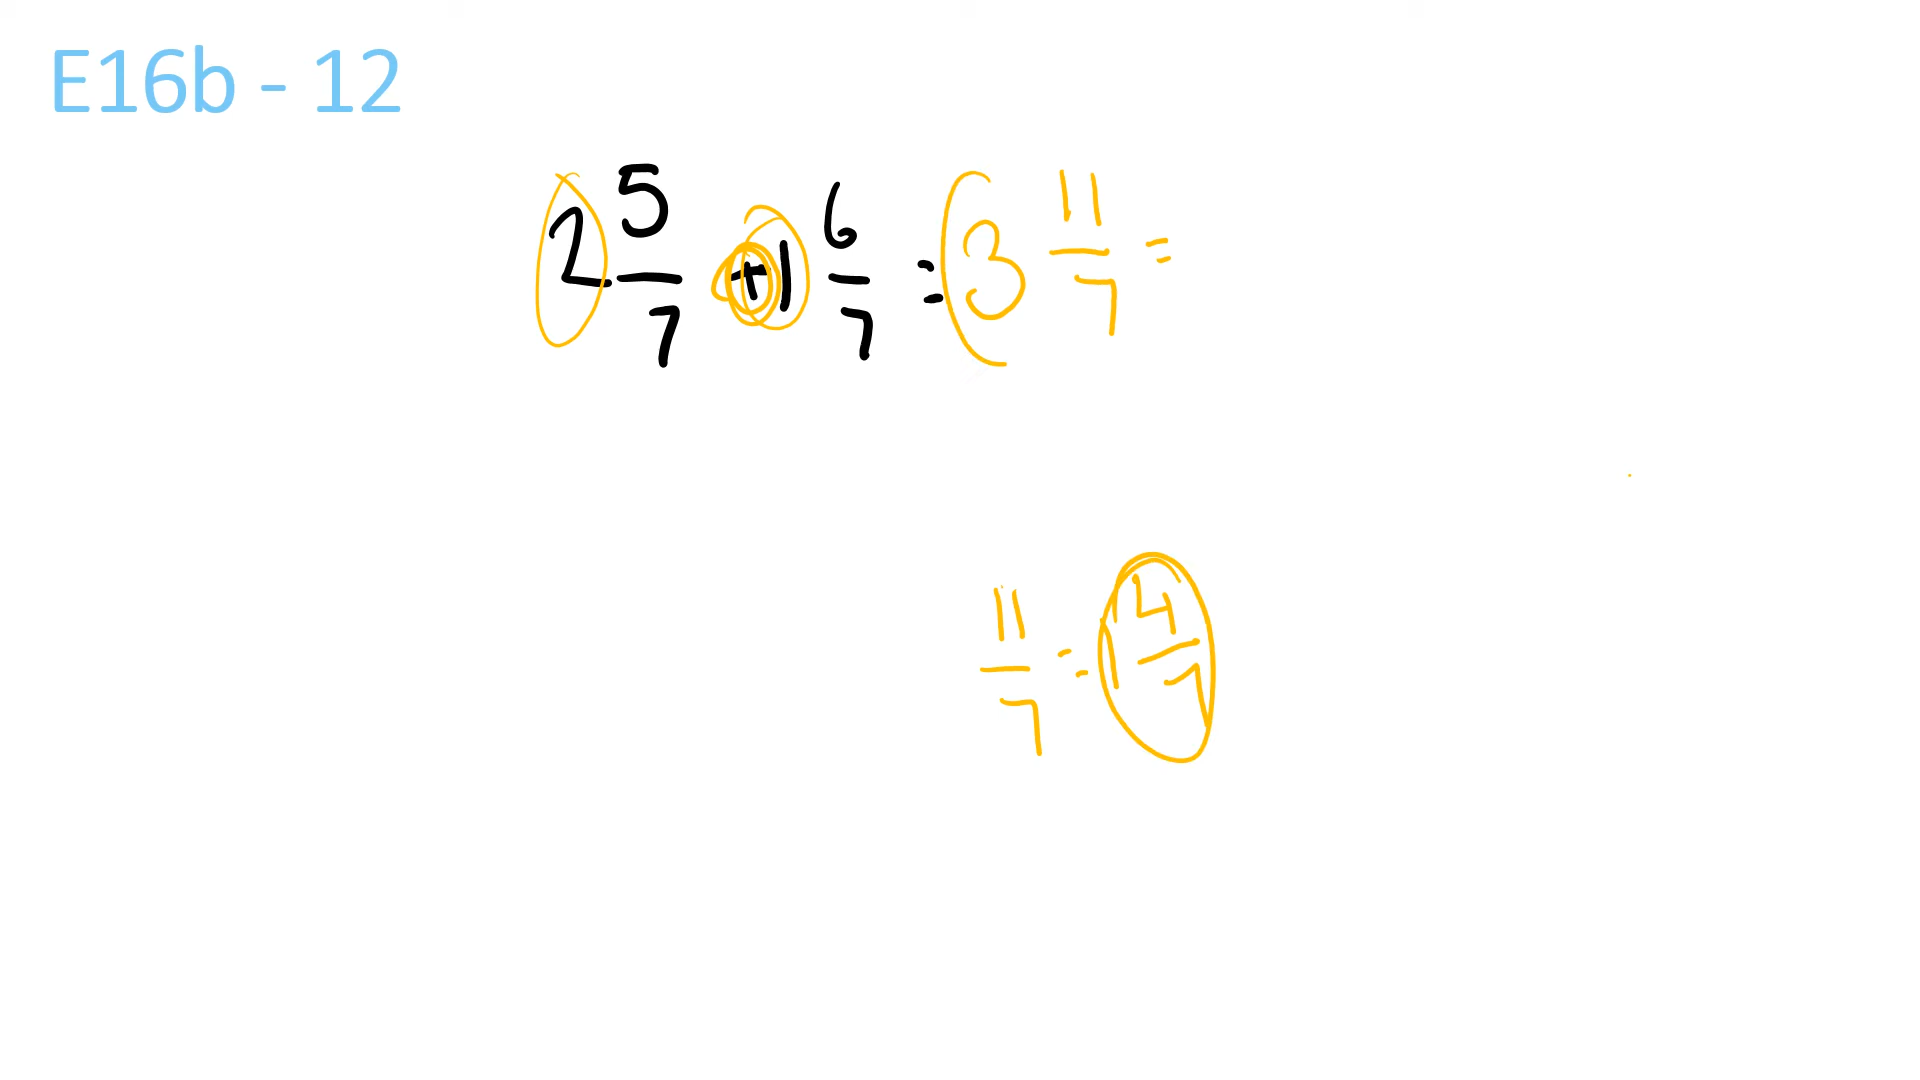 E16b - 12
2 5/7 + 1 6/7 = 3 11/7 =
11/7 = 1 4/7